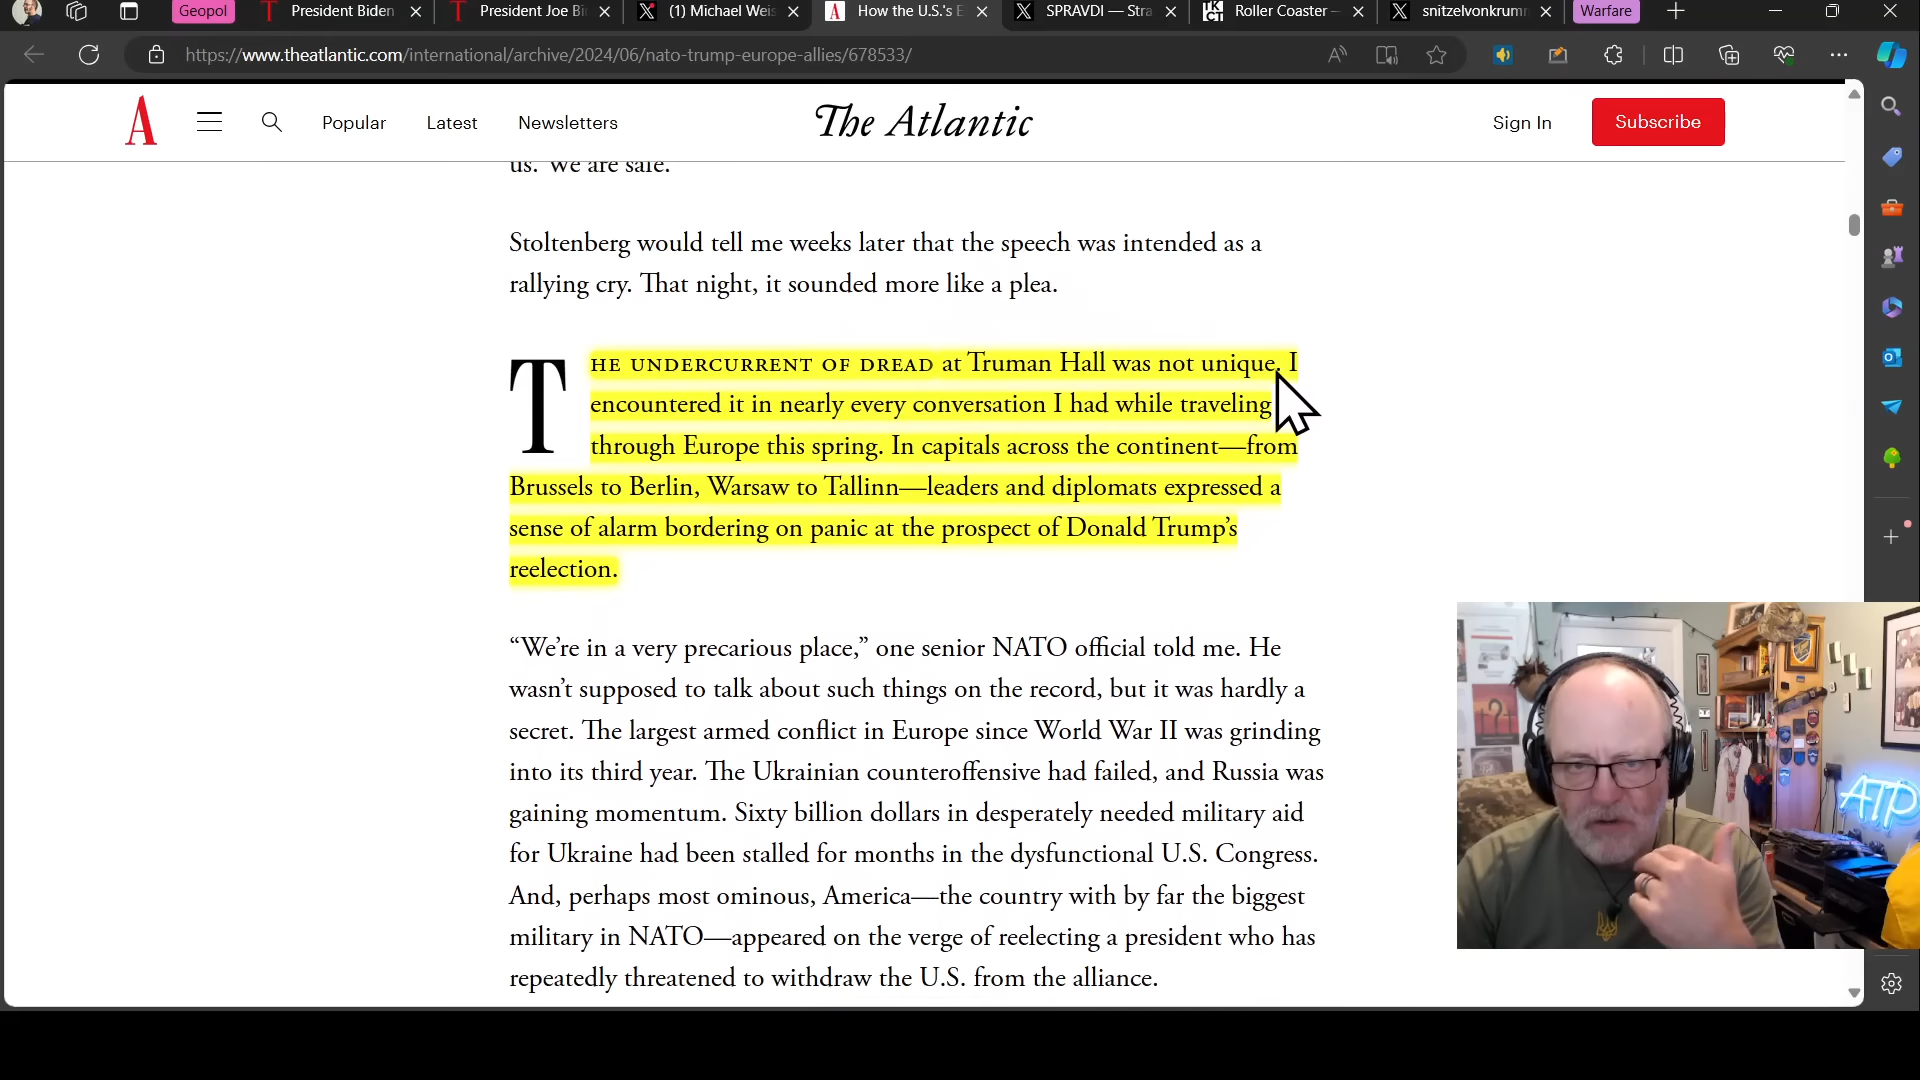 Geopol
President Biden
President Joe Bi
(1) Michael Weis
How the U.S.'s E
SPRAVDI — Stra
Roller Coaster –
snitzelvonkrumm
Warfare
https://www.theatlantic.com/international/archive/2024/06/nato-trump-europe-allies/678533/
Popular
Latest
Newsletters
The Atlantic
Sign In
Subscribe
us. We are safe.
Stoltenberg would tell me weeks later that the speech was intended as a
rallying cry. That night, it sounded more like a plea.
THE UNDERCURRENT OF DREAD at Truman Hall was not unique. I
encountered it in nearly every conversation I had while traveling
through Europe this spring. In capitals across the continent—from
Brussels to Berlin, Warsaw to Tallinn—leaders and diplomats expressed a
sense of alarm bordering on panic at the prospect of Donald Trump’s
reelection.
“We’re in a very precarious place,” one senior NATO official told me. He
wasn’t supposed to talk about such things on the record, but it was hardly a
secret. The largest armed conflict in Europe since World War II was grinding
into its third year. The Ukrainian counteroffensive had failed, and Russia was
gaining momentum. Sixty billion dollars in desperately needed military aid
for Ukraine had been stalled for months in the dysfunctional U.S. Congress.
And, perhaps most ominous, America—the country with by far the biggest
military in NATO—appeared on the verge of reelecting a president who has
repeatedly threatened to withdraw the U.S. from the alliance.
ATP